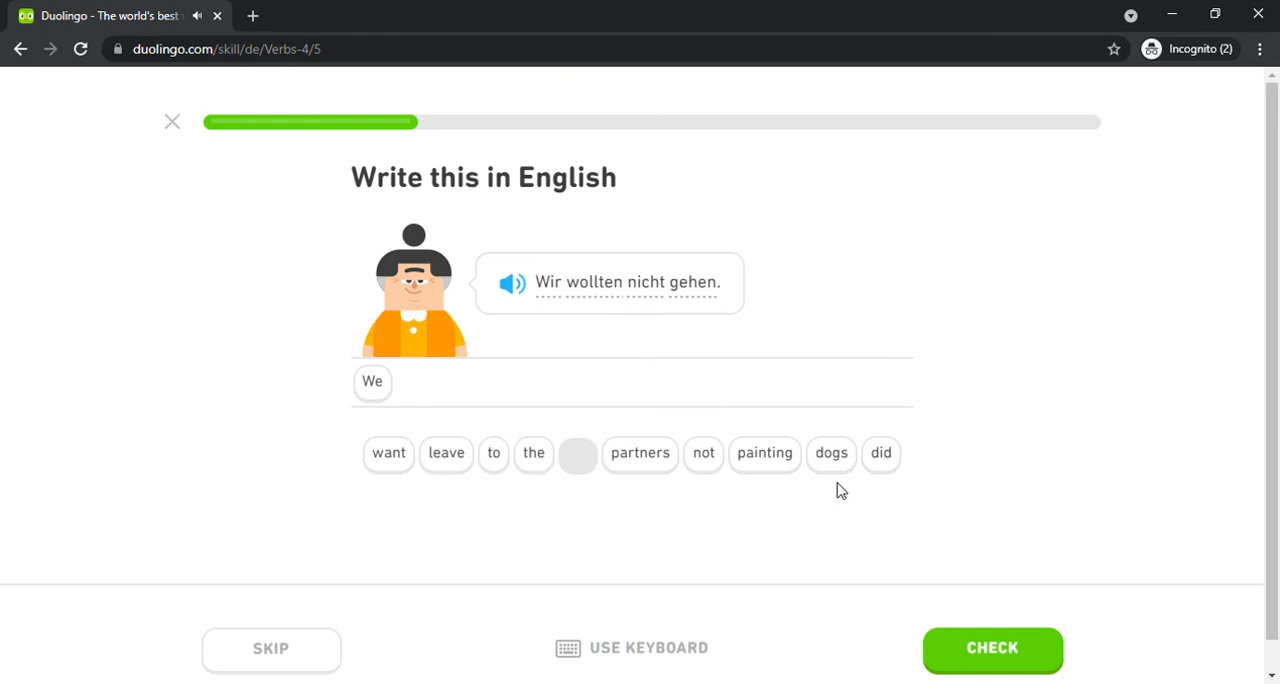 Duolingo - The world's best
duolingo.com/skill/de/Verbs-4/5
Incognito (2)
Write this in English
Wir wollten nicht gehen.
We
want leave to the partners not painting dogs did
SKIP
USE KEYBOARD
CHECK